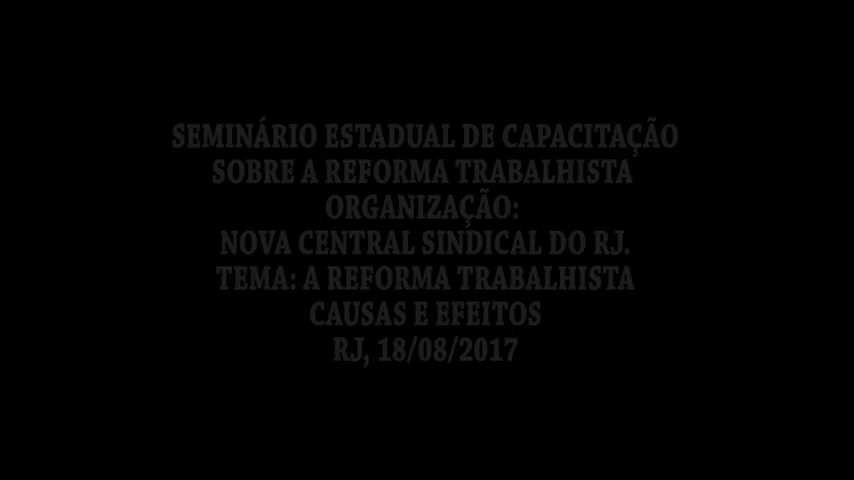 SEMINÁRIO ESTADUAL DE CAPACITAÇÃO
SOBRE A REFORMA TRABALHISTA
ORGANIZAÇÃO:
NOVA CENTRAL SINDICAL DO RJ.
TEMA: A REFORMA TRABALHISTA
CAUSAS E EFEITOS
RJ, 18/08/2017